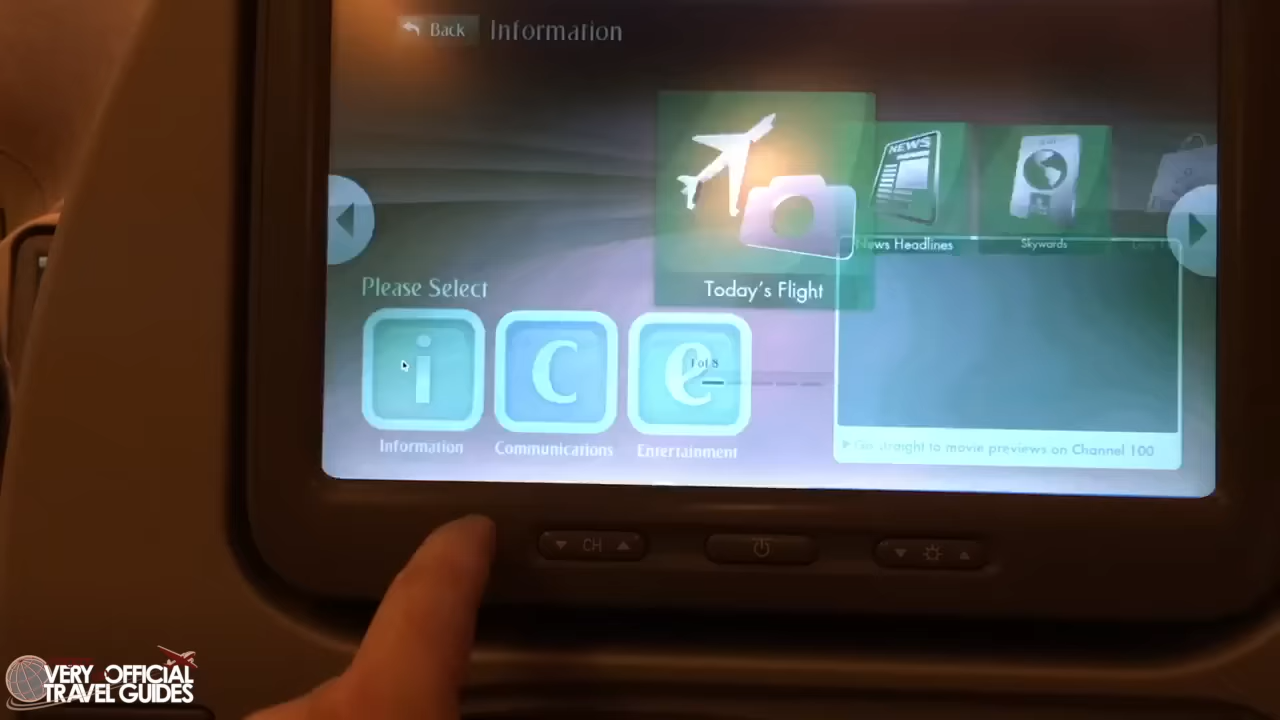 Back
Information
NEWS
News Headlines
Skywards
Today's Flight
Please Select
i
c
e
1 of 8
Information
Communications
Entertainment
Go straight to movie previews on Channel 100
CH
VERY OFFICIAL
TRAVEL GUIDES